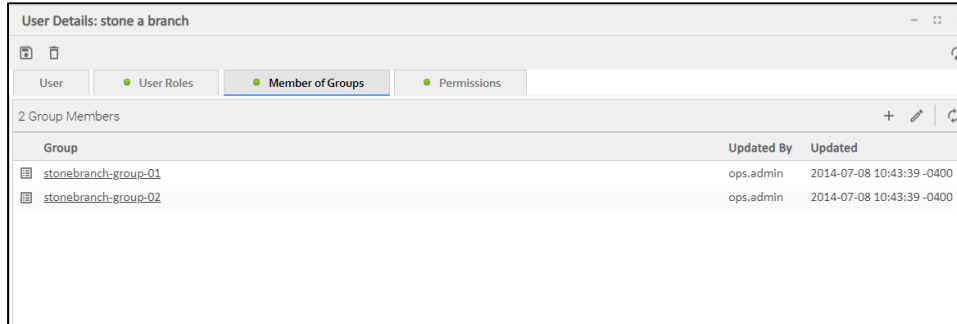 User Details: stone a branch
User User Roles Member of Groups Permissions
2 Group Members
Group Updated By Updated
stonebranch-group-01 ops.admin 2014-07-08 10:43:39 -0400
stonebranch-group-02 ops.admin 2014-07-08 10:43:39 -0400